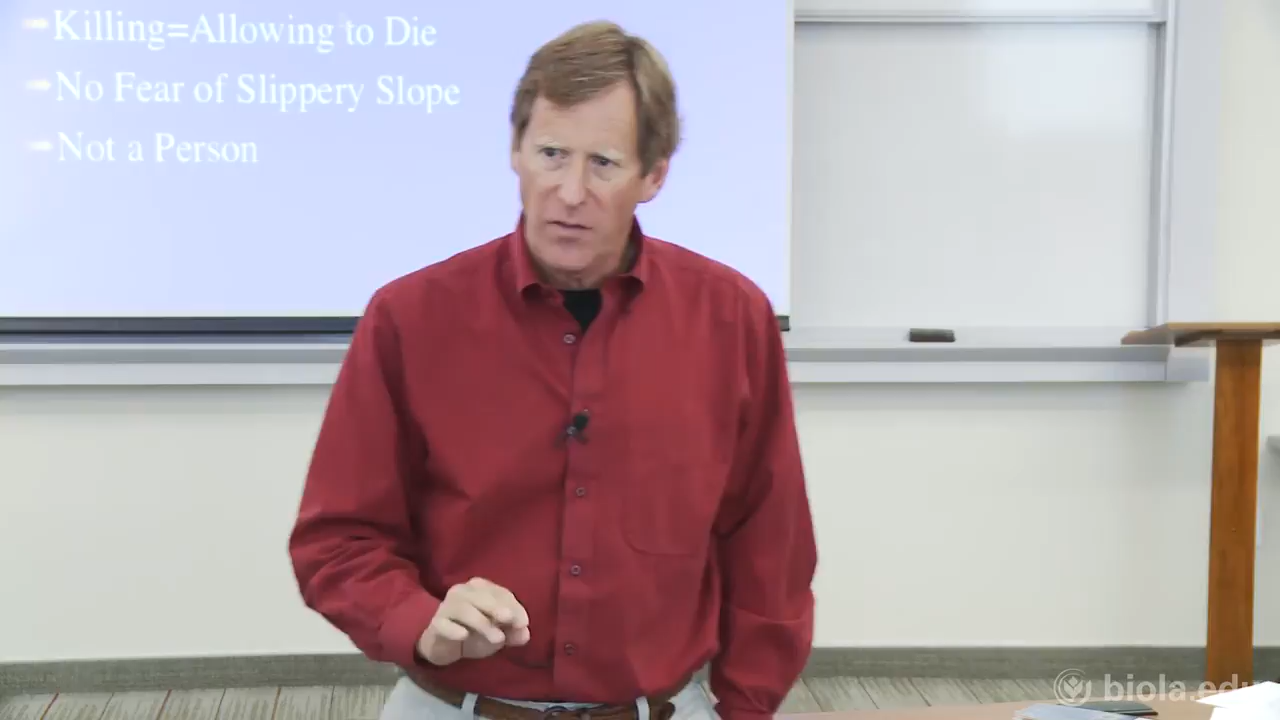 Killing=Allowing to Die
No Fear of Slippery Slope
Not a Person
biola.edu